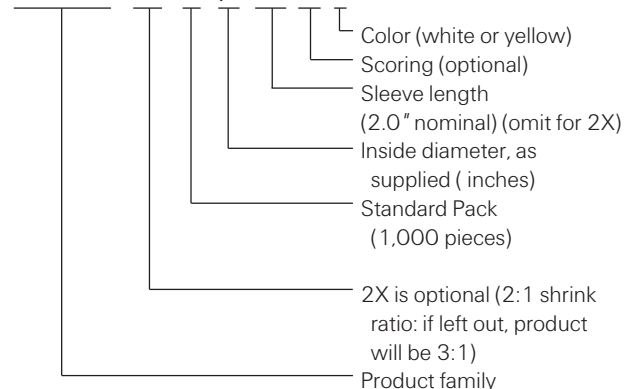 Color (white or yellow)
Scoring (optional)
Sleeve length
(2.0" nominal) (omit for 2X)
Inside diameter, as
supplied ( inches)
Standard Pack
(1,000 pieces)
2X is optional (2:1 shrink
ratio: if left out, product
will be 3:1)
Product family